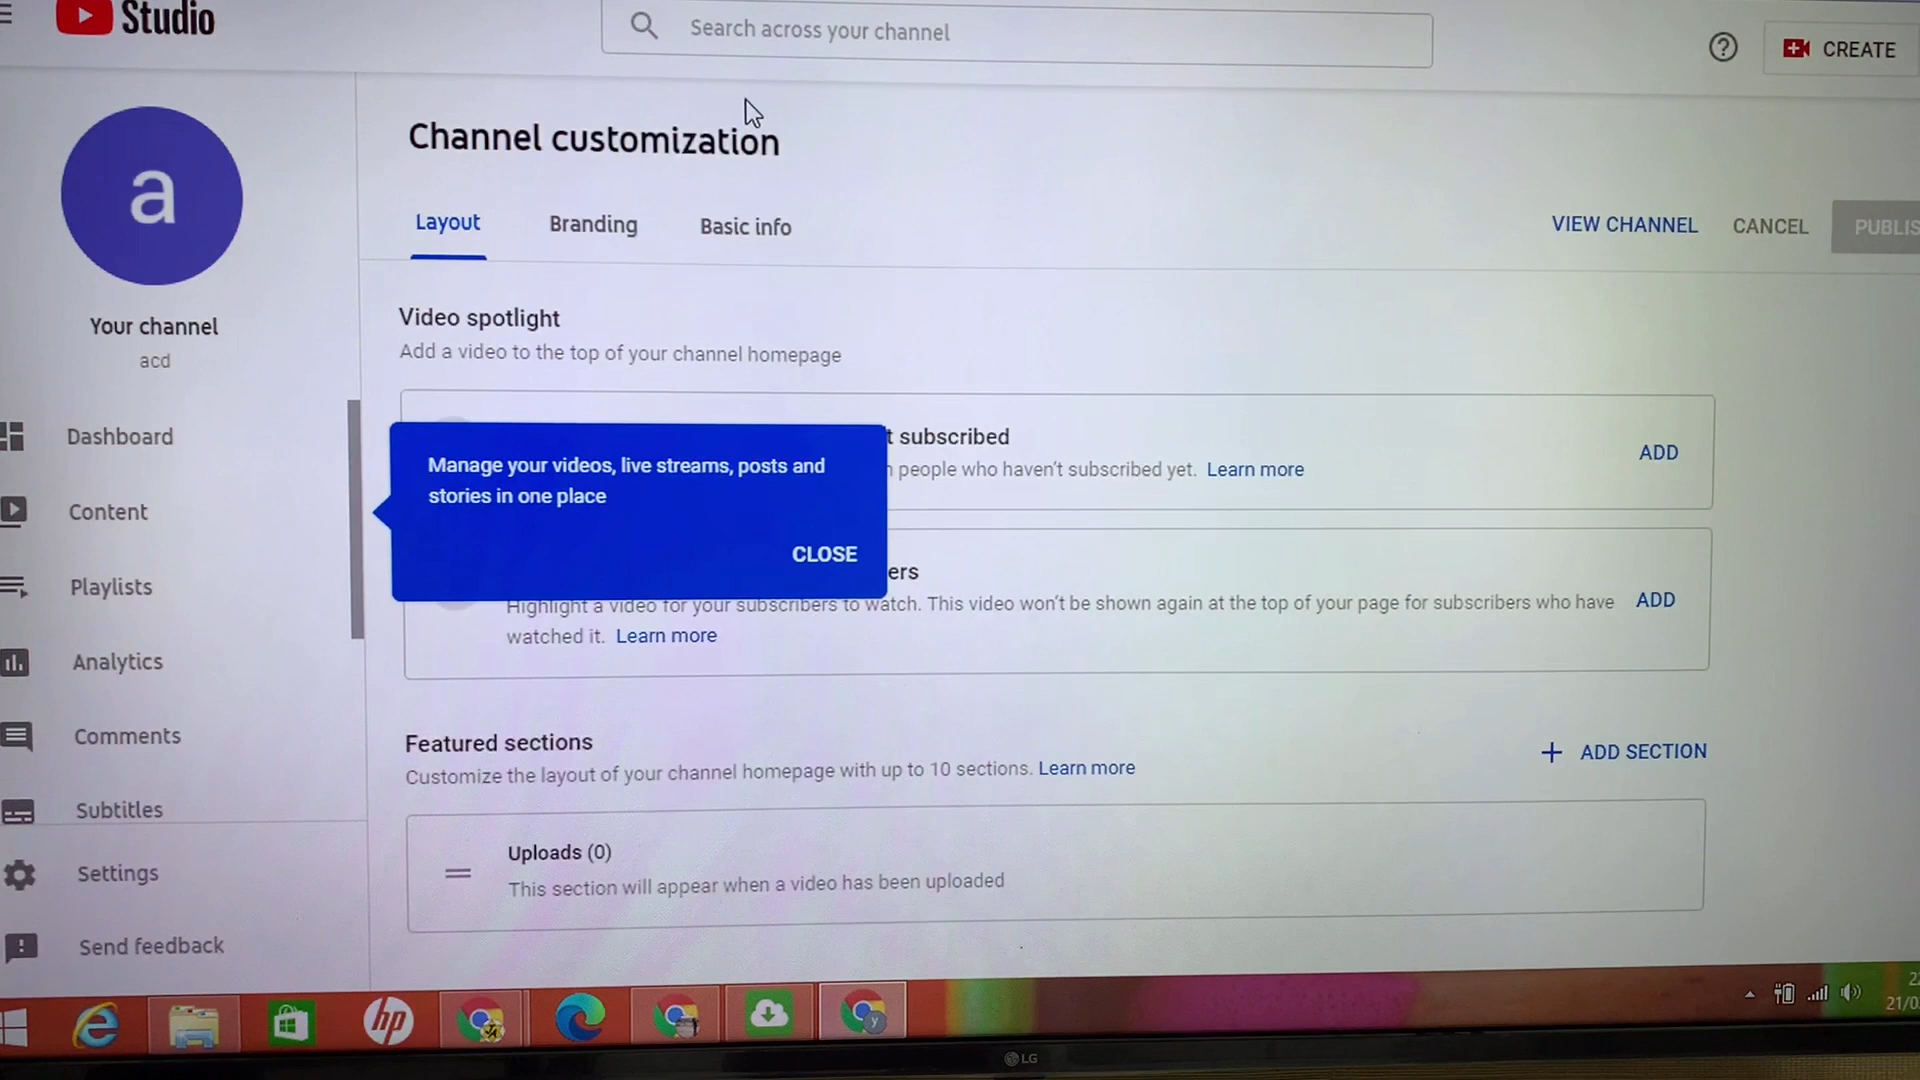 Studio
Search across your channel
CREATE
Channel customization
Layout
Branding
Basic info
VIEW CHANNEL
CANCEL
PUBLIS
a
Your channel
acd
Video spotlight
Add a video to the top of your channel homepage
t subscribed
people who haven't subscribed yet. Learn more
ADD
Manage your videos, live streams, posts and
stories in one place
CLOSE
ers
Highlight a video for your subscribers to watch. This video won't be shown again at the top of your page for subscribers who have
watched it. Learn more
ADD
Dashboard
Content
Playlists
Analytics
Comments
Subtitles
Settings
Send feedback
Featured sections
Customize the layout of your channel homepage with up to 10 sections. Learn more
ADD SECTION
Uploads (0)
This section will appear when a video has been uploaded
hp
y
21/0
LG